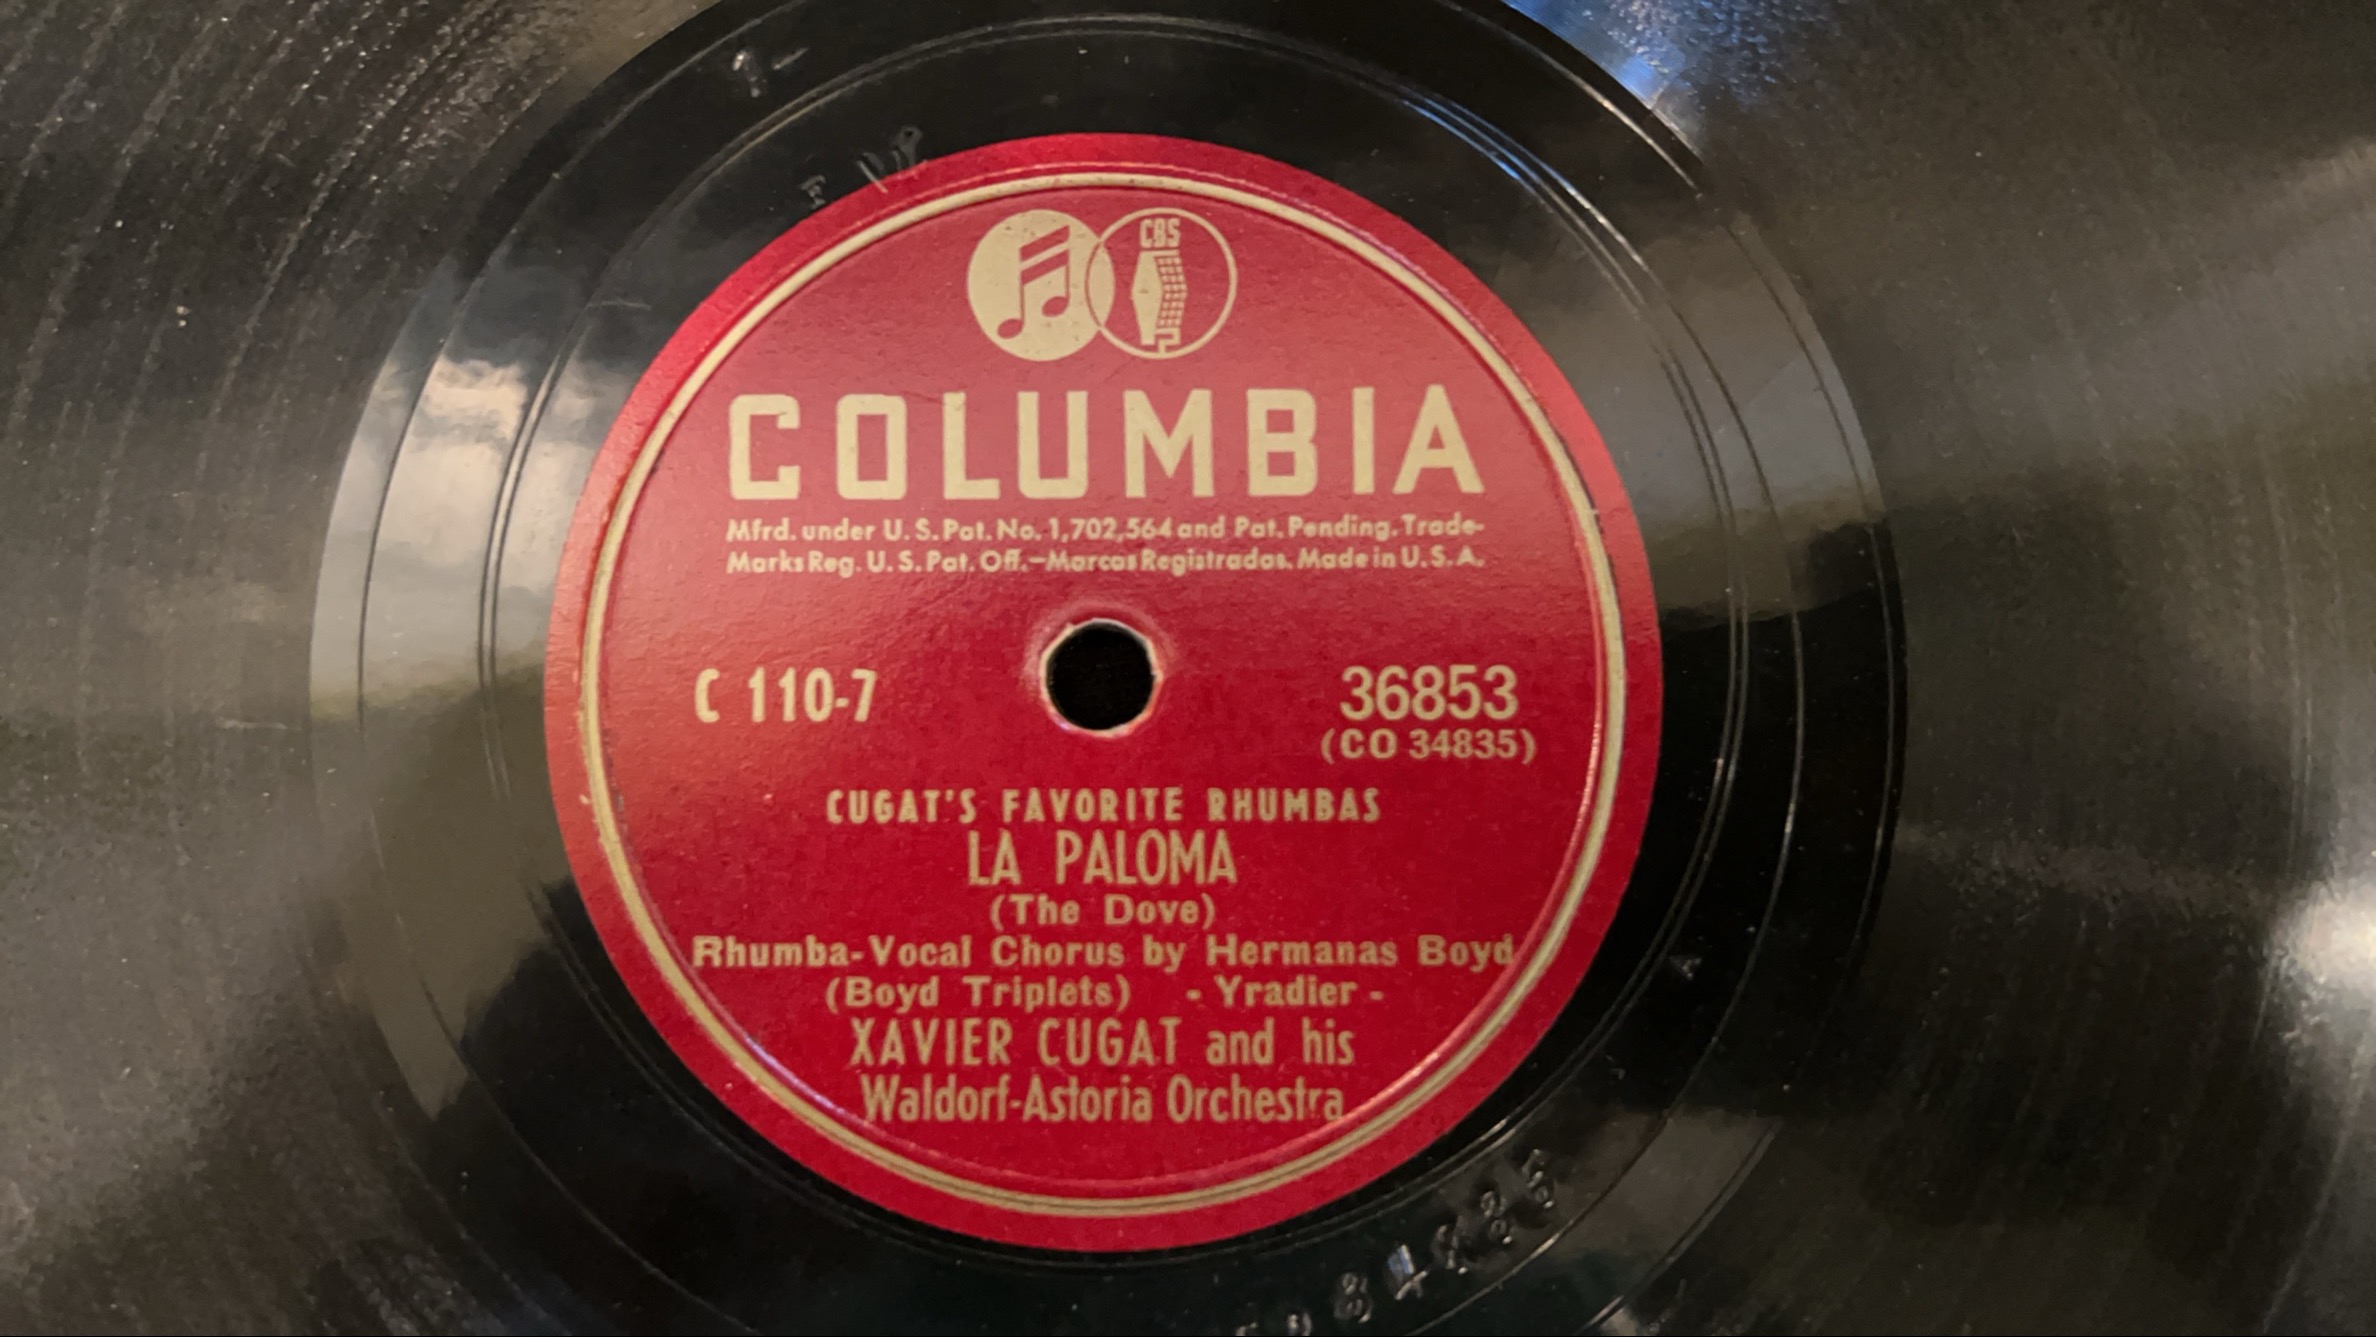 CBS
COLUMBIA
Mfrd. under U. S. Pat. No. 1,702,564 and Pat. Pending. Trade-
Marks Reg. U. S. Pat. Off.—Marcas Registradas. Made in U. S. A.
C 110-7
36853
(CO 34835)
CUGAT'S FAVORITE RHUMBAS
LA PALOMA
(The Dove)
Rhumba-Vocal Chorus by Hermanas Boyd
(Boyd Triplets) - Yradier -
XAVIER CUGAT and his
Waldorf-Astoria Orchestra